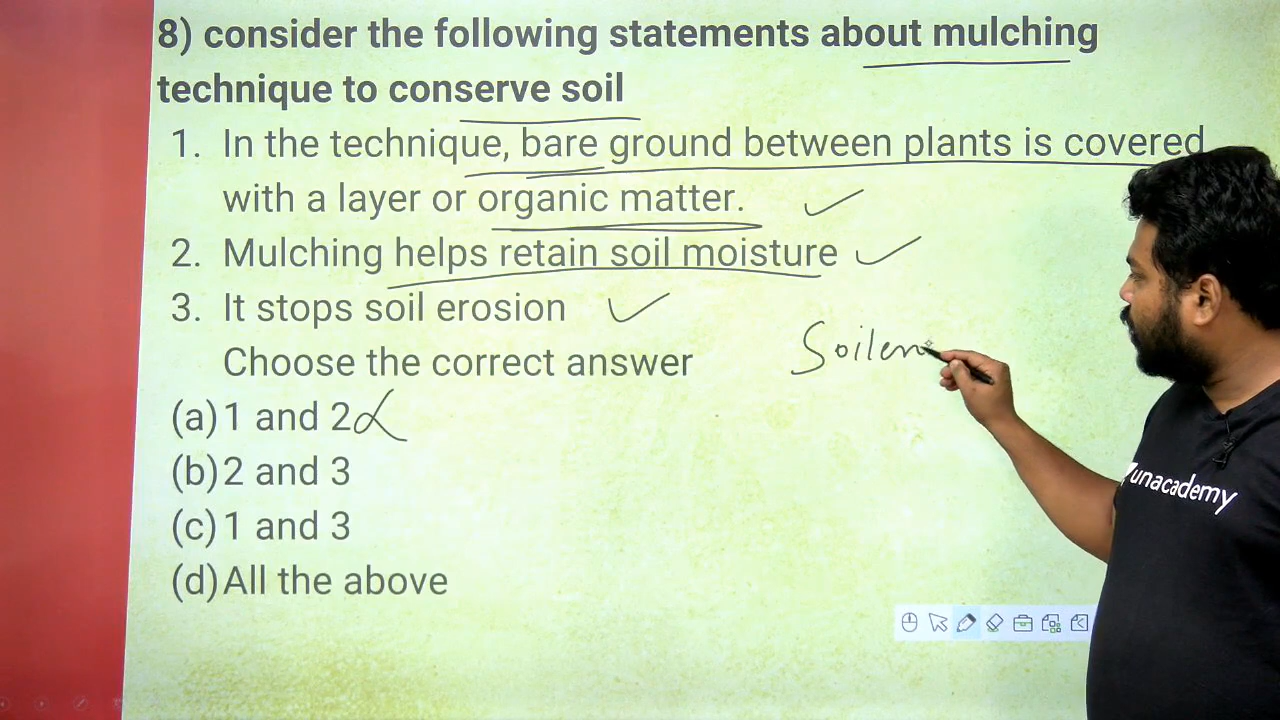 8) consider the following statements about mulching
technique to conserve soil
1. In the technique, bare ground between plants is covered
with a layer or organic matter.
2. Mulching helps retain soil moisture
3. It stops soil erosion
Choose the correct answer
Soil
(a) 1 and 2
(b) 2 and 3
(c) 1 and 3
(d) All the above
unacademy